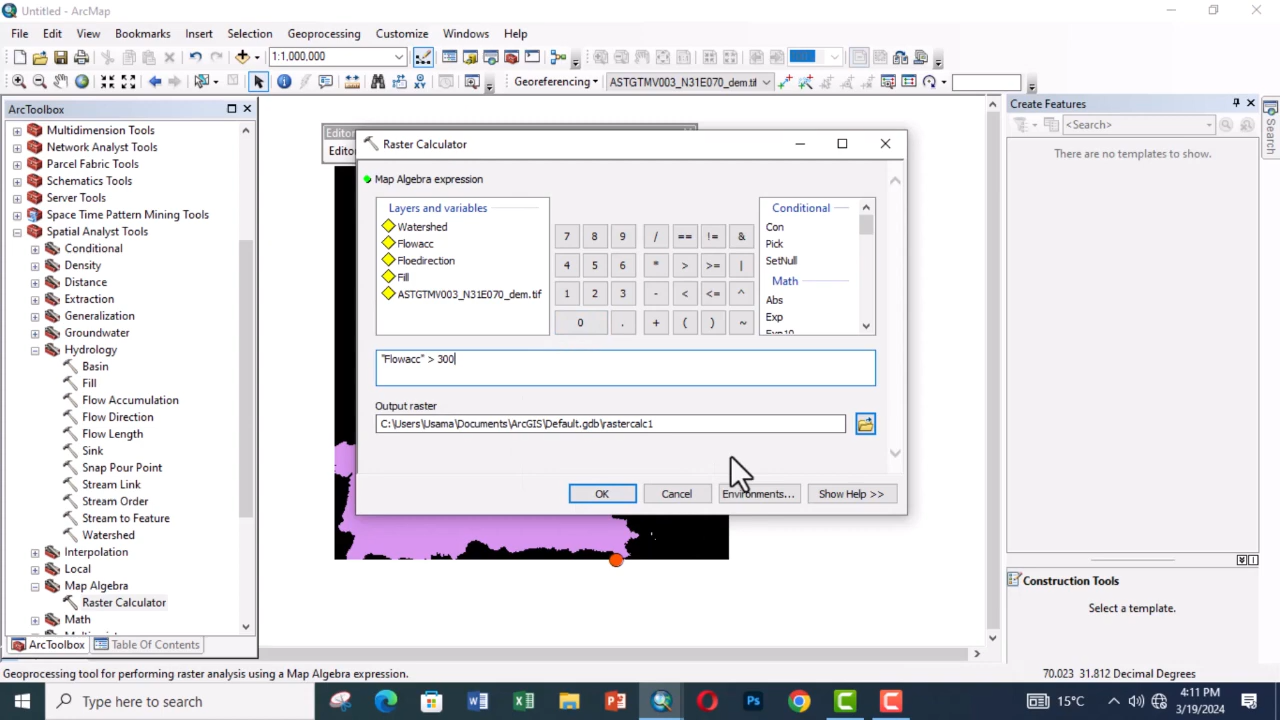 Untitled - ArcMap
File Edit View Bookmarks Insert Selection Geoprocessing Customize Windows Help
1:1,000,000
Georeferencing ASTGTMV003_N31E070_dem.tif
ArcToolbox
Multidimension Tools
Network Analyst Tools
Parcel Fabric Tools
Schematics Tools
Server Tools
Space Time Pattern Mining Tools
Spatial Analyst Tools
Conditional
Density
Distance
Extraction
Generalization
Groundwater
Hydrology
Basin
Fill
Flow Accumulation
Flow Direction
Flow Length
Sink
Snap Pour Point
Stream Link
Stream Order
Stream to Feature
Watershed
Interpolation
Local
Map Algebra
Raster Calculator
Math
ArcToolbox Table Of Contents
Editor
Editor
Raster Calculator
Map Algebra expression
Layers and variables
Watershed
Flowacc
Floedirection
Fill
ASTGTMV003_N31E070_dem.tif
7 8 9 / == != &
4 5 6 * > >= |
1 2 3 - < <= ^
0 . + ( ) ~
Conditional
Con
Pick
SetNull
Math
Abs
Exp
Exp10
"Flowacc" > 300
Output raster
C:\Users\Usama\Documents\ArcGIS\Default.gdb\rastercalc1
OK Cancel Environments... Show Help >>
Create Features
<Search>
There are no templates to show.
Search
Construction Tools
Select a template.
Geoprocessing tool for performing raster analysis using a Map Algebra expression.
70.023 31.812 Decimal Degrees
Type here to search
15°C
4:11 PM
3/19/2024